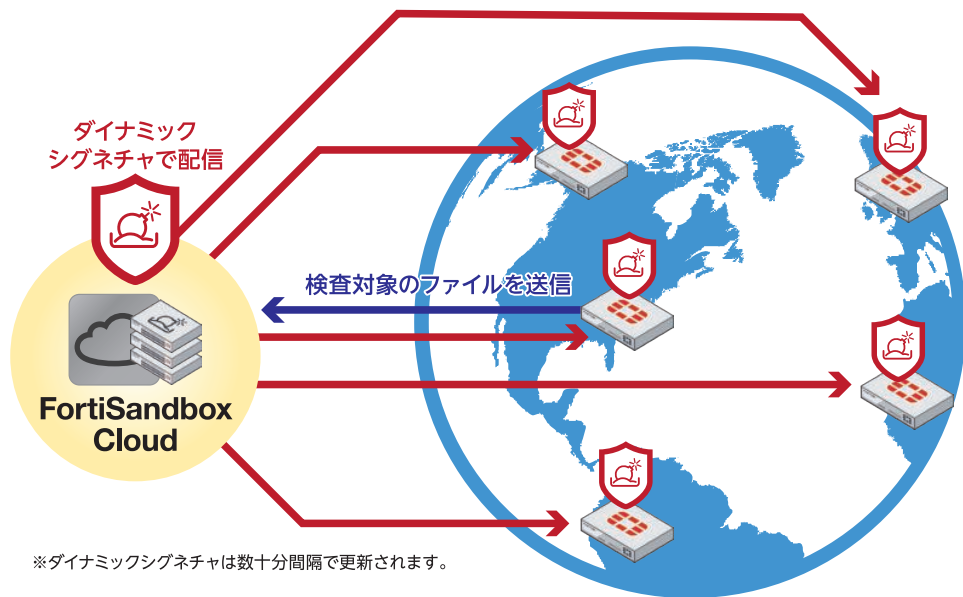 ダイナミック
シグネチャで配信
検査対象のファイルを送信
FortiSandbox
Cloud
※ダイナミックシグネチャは数十分間隔で更新されます。